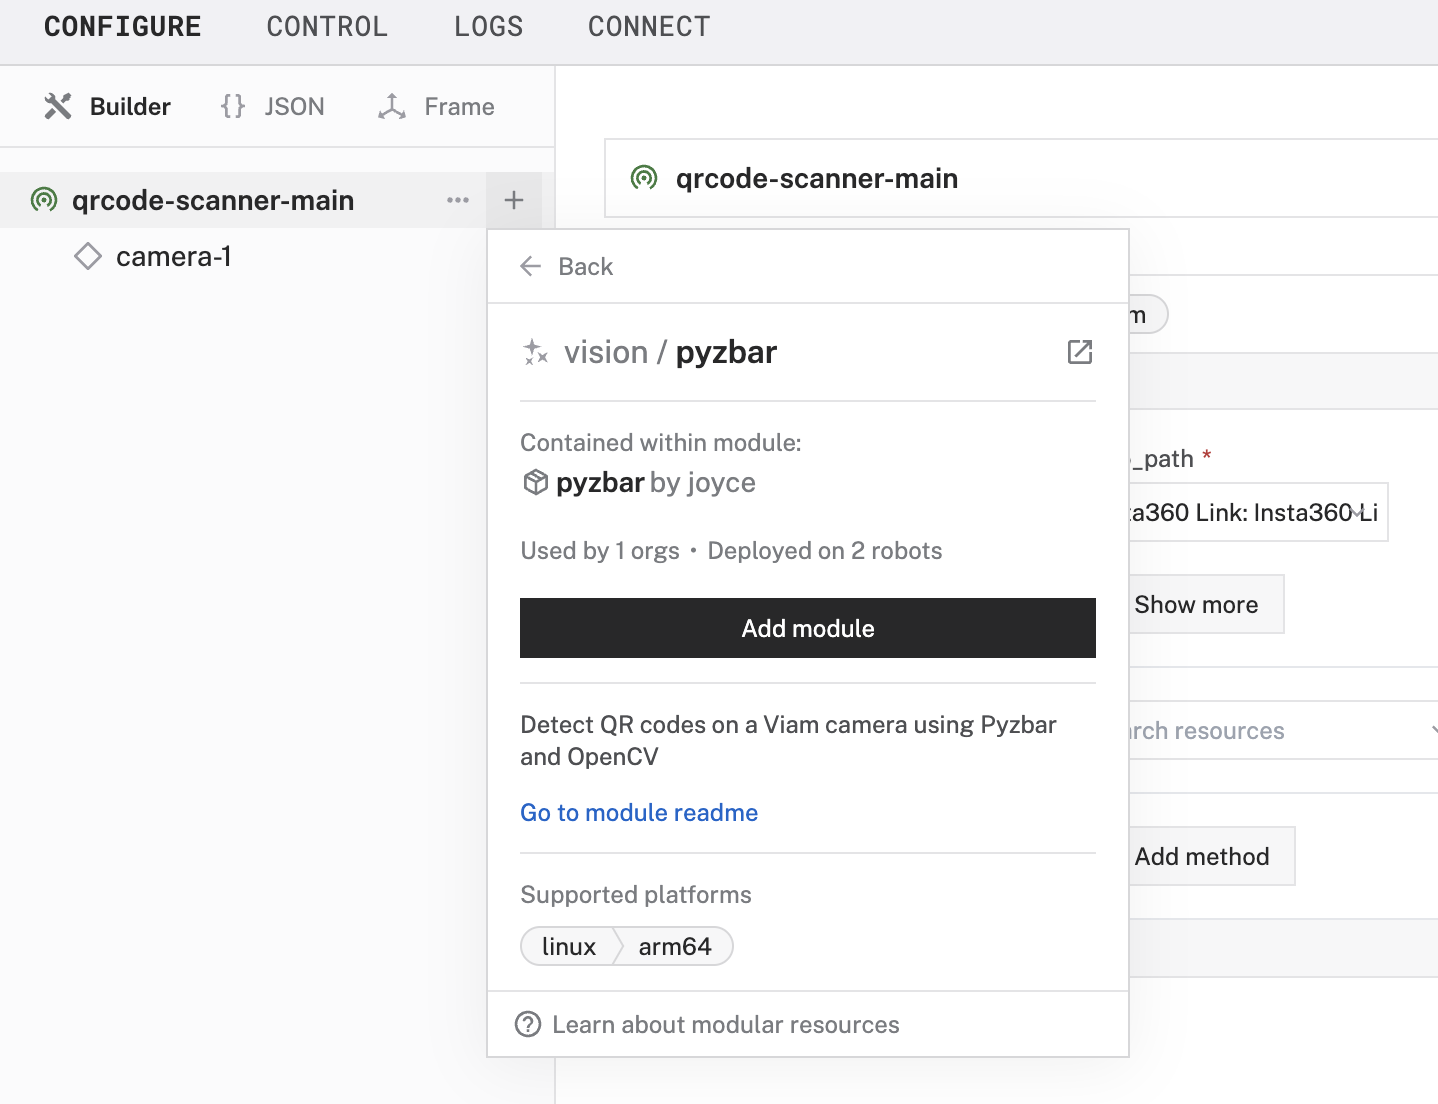 CONFIGURE CONTROL LOGS CONNECT
Builder {} JSON Frame
qrcode-scanner-main ... +
camera-1
qrcode-scanner-main
Back
vision / pyzbar
Contained within module:
pyzbar by joyce
Used by 1 orgs • Deployed on 2 robots
Add module
Detect QR codes on a Viam camera using Pyzbar
and OpenCV
Go to module readme
Supported platforms
linux arm64
Learn about modular resources
m
_path *
ta360 Link: Insta360 Li
Show more
rch resources
Add method